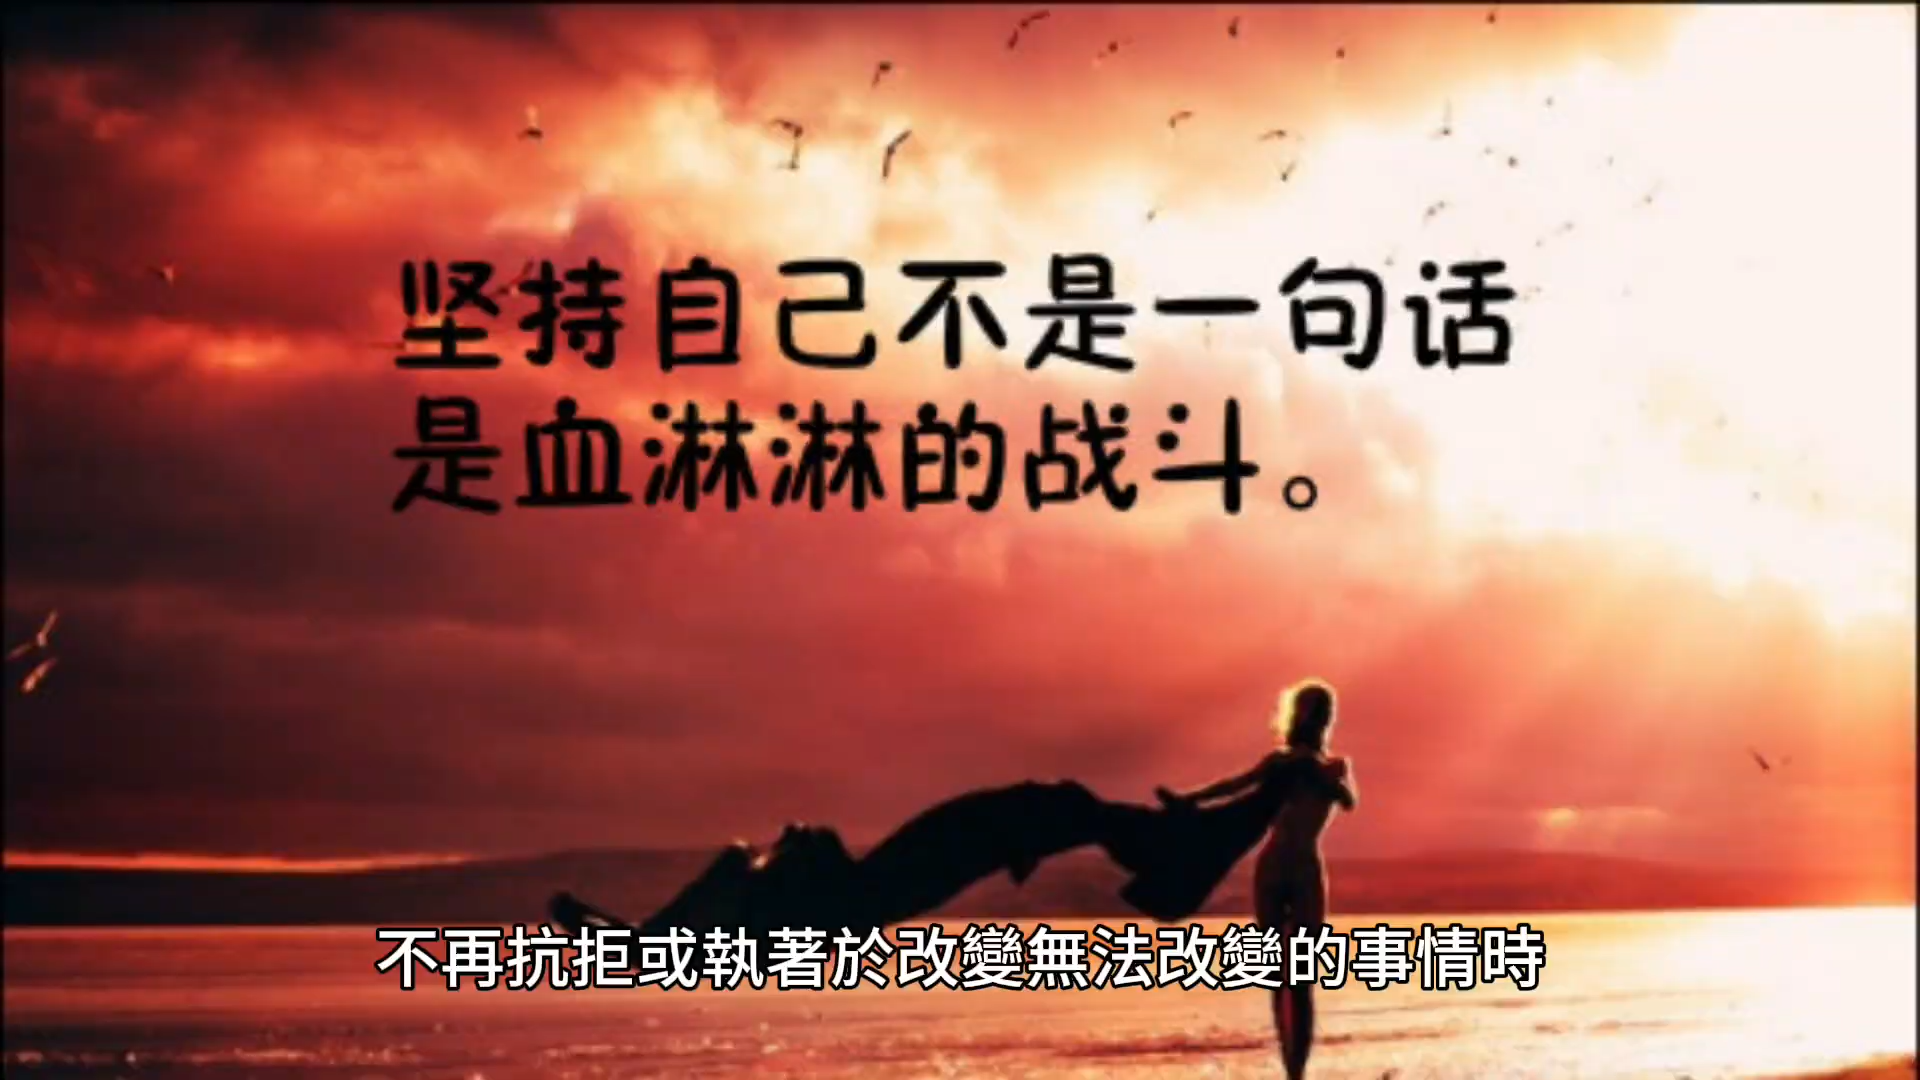 坚持自己不是一句话
是血淋淋的战斗。
不再抗拒或執著於改變無法改變的事情時